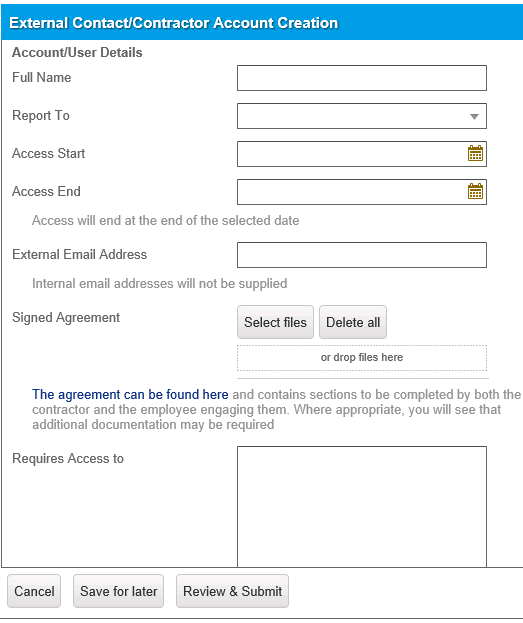 External Contact/Contractor Account Creation
Account/User Details
Full Name
Report To
Access Start
Access End
Access will end at the end of the selected date
External Email Address
Internal email addresses will not be supplied
Signed Agreement
Select files
Delete all
or drop files here
The agreement can be found here and contains sections to be completed by both the
contractor and the employee engaging them. Where appropriate, you will see that
additional documentation may be required
Requires Access to
Cancel
Save for later
Review & Submit